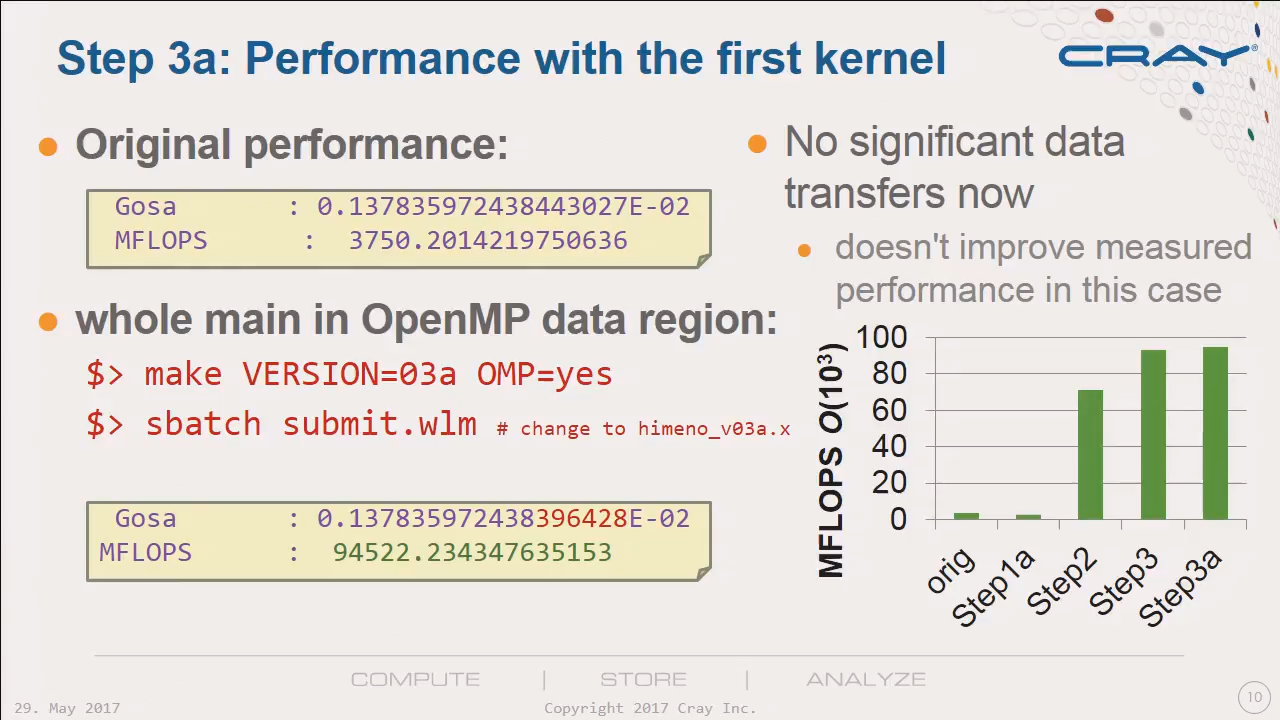 Step 3a: Performance with the first kernel
CRAY®
● Original performance:
Gosa : 0.137835972438443027E-02
MFLOPS : 3750.2014219750636
● whole main in OpenMP data region:
$> make VERSION=03a OMP=yes
$> sbatch submit.wlm # change to himeno_v03a.x
Gosa : 0.137835972438396428E-02
MFLOPS : 94522.234347635153
● No significant data
transfers now
● doesn't improve measured
performance in this case
MFLOPS O(10³)
100
80
60
40
20
0
orig
Step1a
Step2
Step3
Step3a
COMPUTE | STORE | ANALYZE
29. May 2017
Copyright 2017 Cray Inc.
10